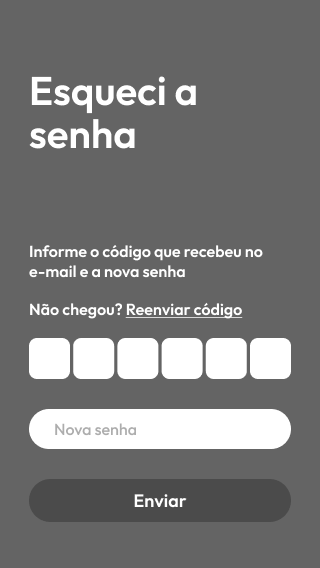 Esqueci a
senha
Informe o código que recebeu no
e-mail e a nova senha
Não chegou? Reenviar código
Nova senha
Enviar